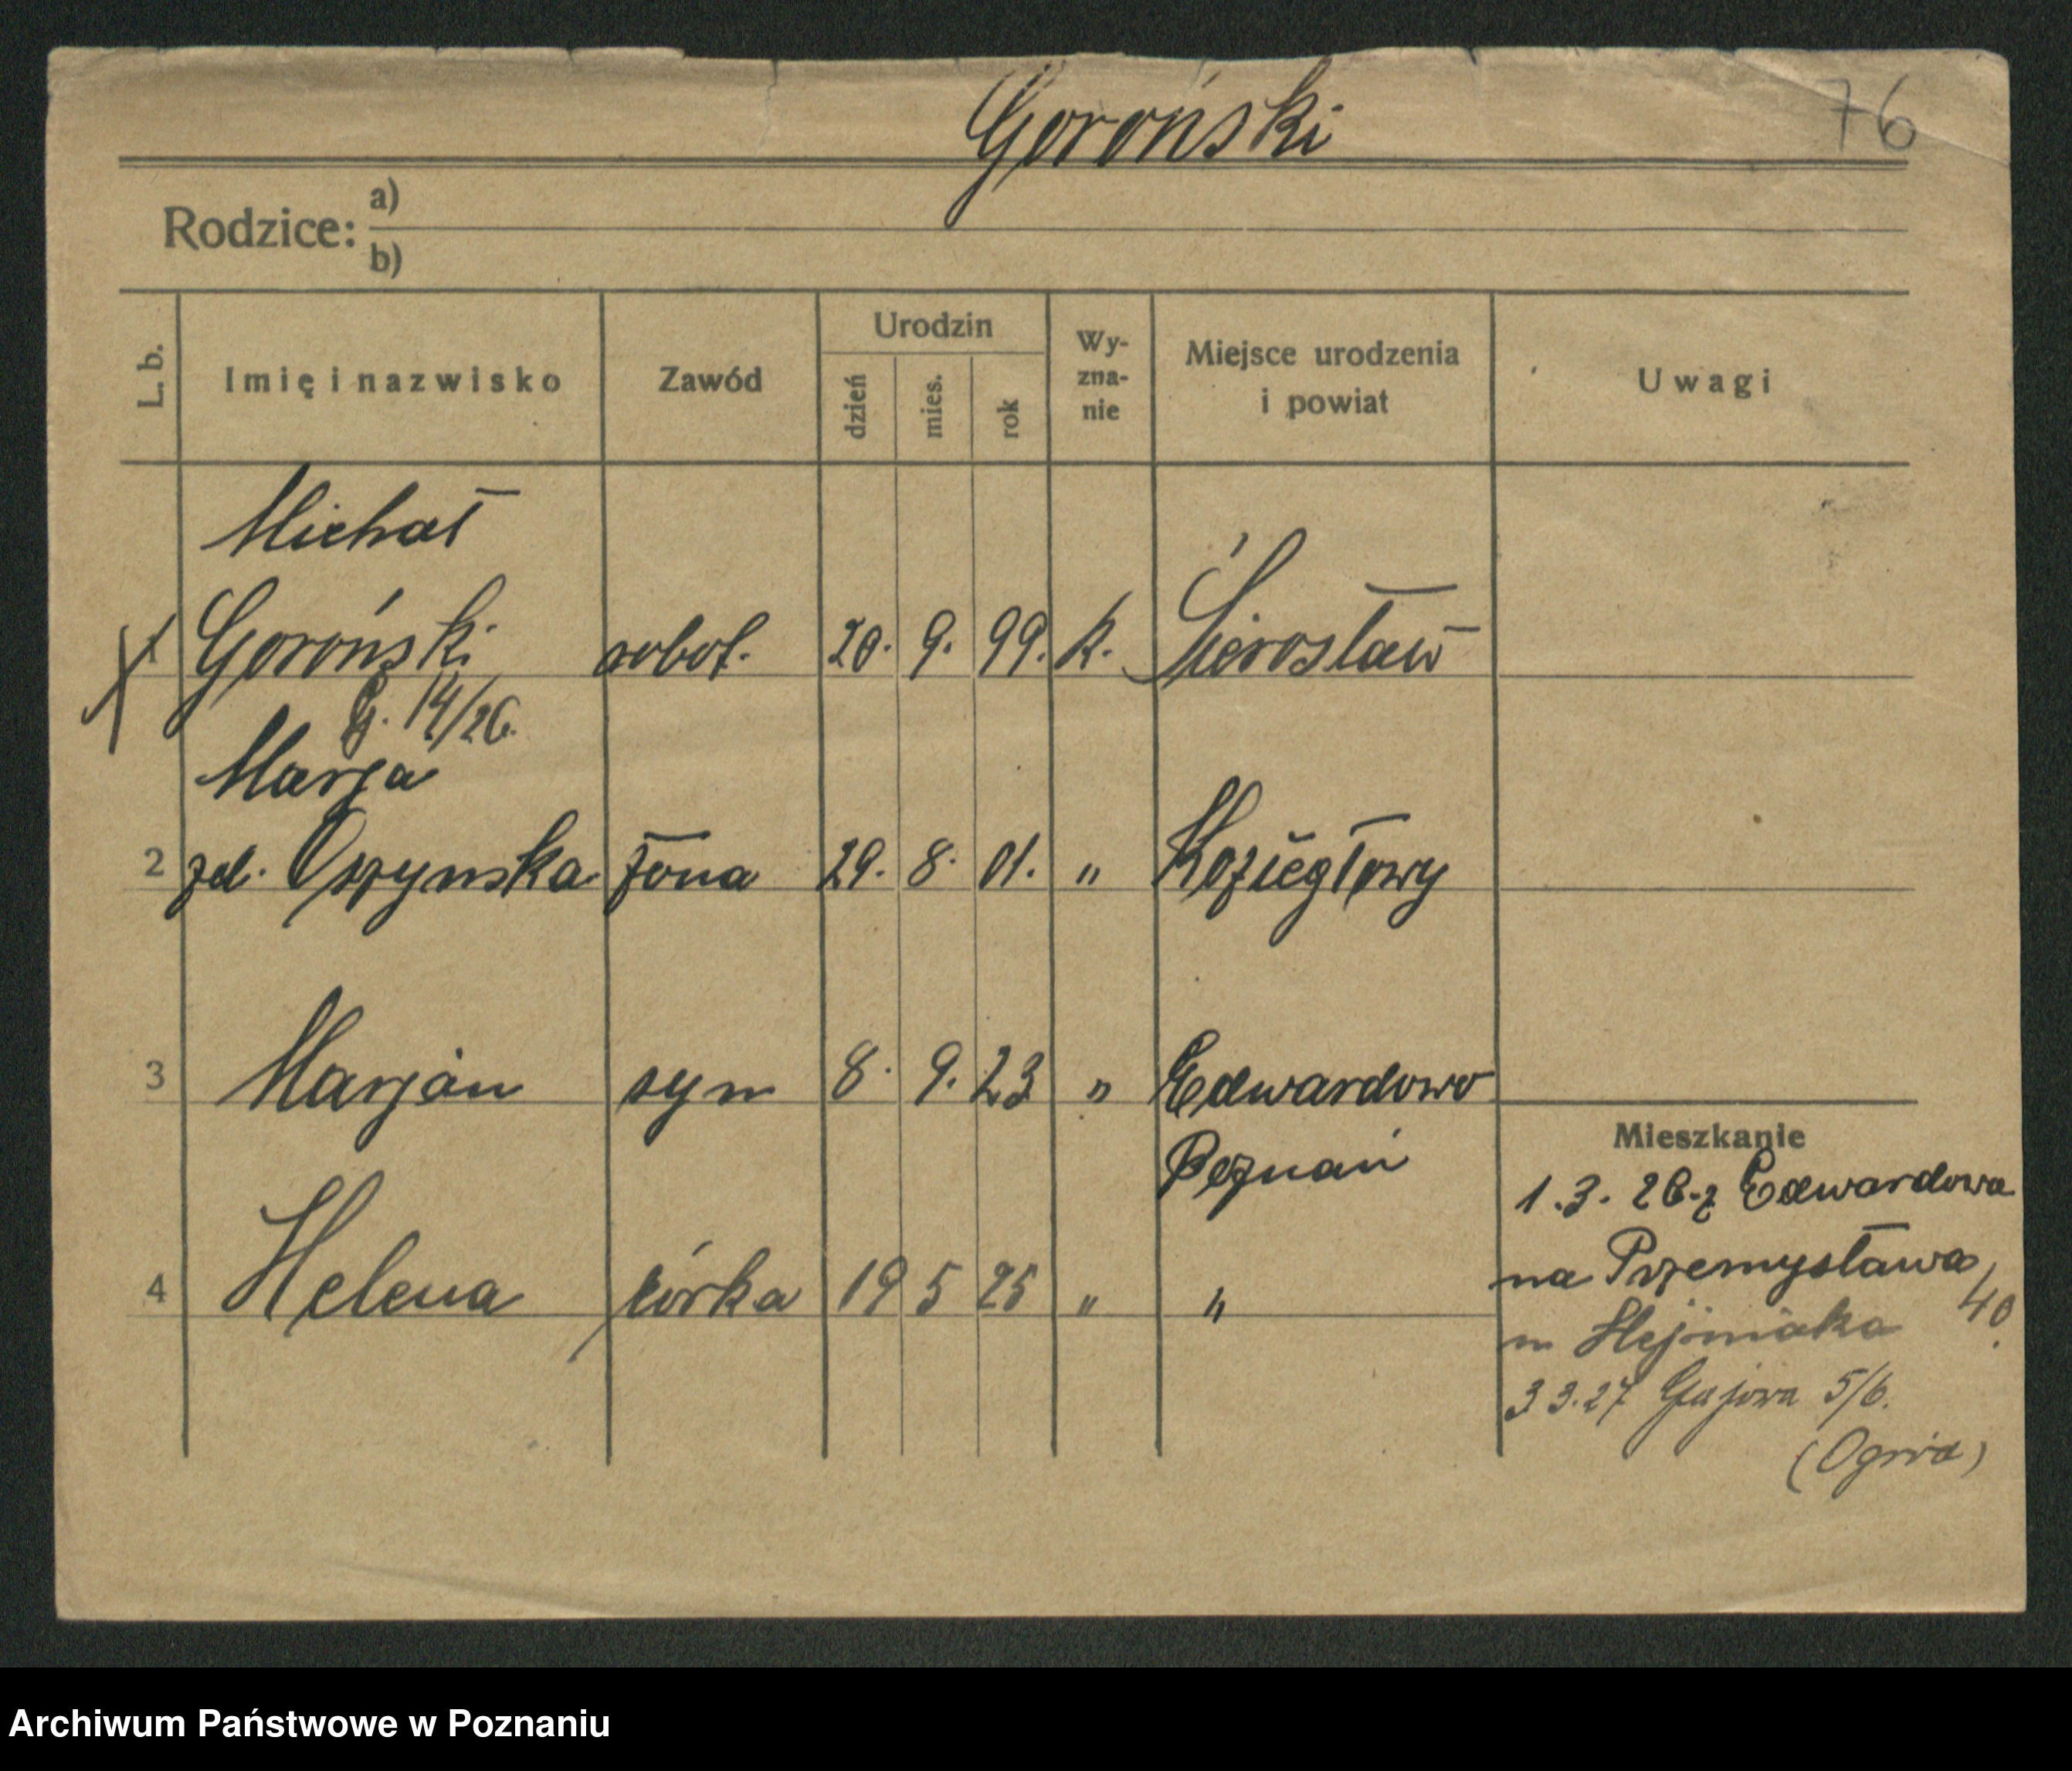 Goroński 76
Rodzice: a)
b)
L. b. Imię i nazwisko Zawód Urodzin dzień mies. rok Wy-zna-nie Miejsce urodzenia i powiat Uwagi
Michał
1 Goroński robot. 20. 9. 99. k. Sierosław
14/26.
Marja
2 zd. żona 29. 8. 01. " Koziegłowy
3 Marjan syn 8. 9. 23 " Edwardowo
Poznań
4 Helena córka 19 5 25 " "
Mieszkanie
1.3.26. z Edwardowa
na Przemysława 40.
3 3.27 Gajowa 5/6.
(Ogród)
Archiwum Państwowe w Poznaniu